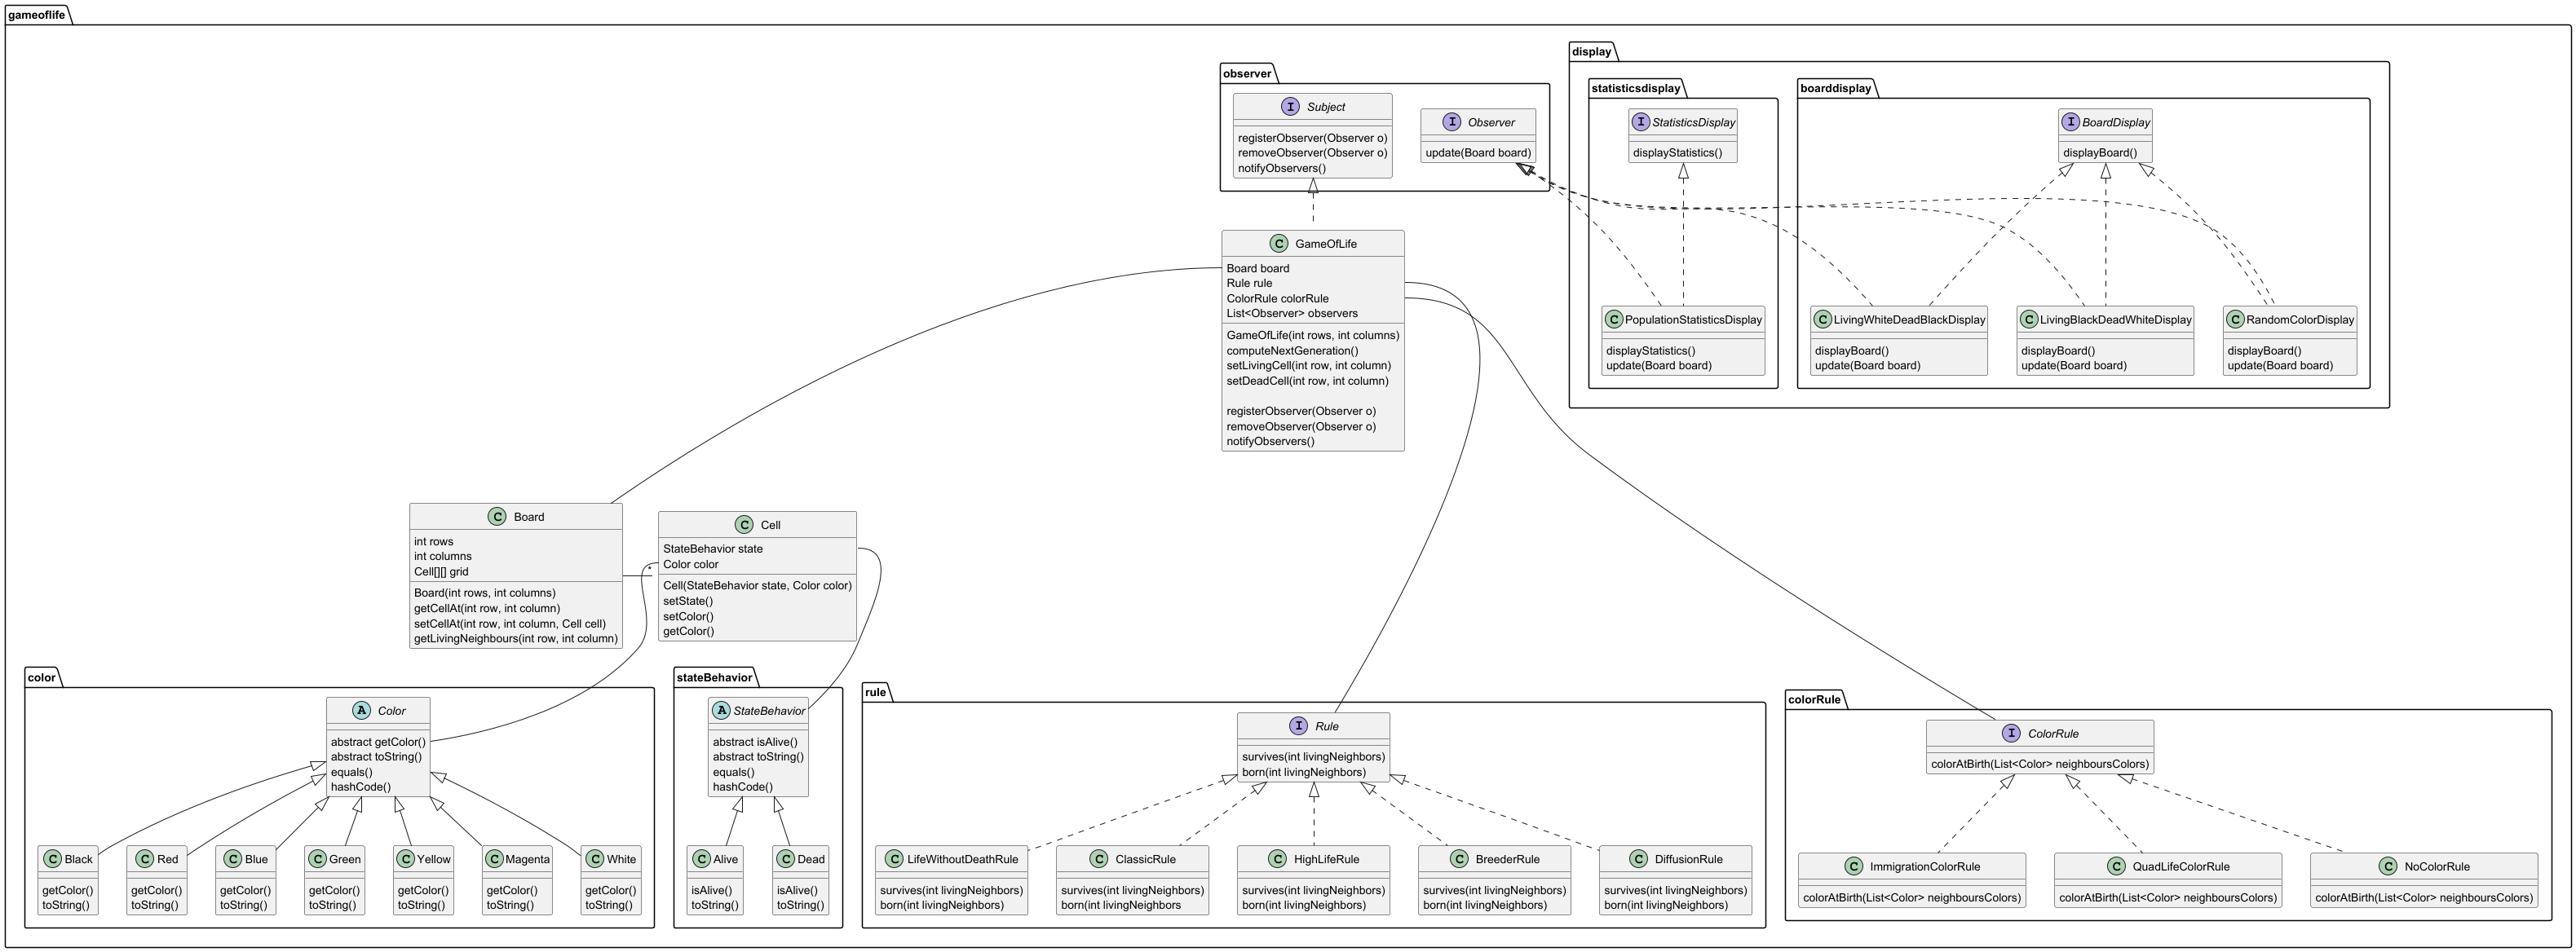 gameoflife
observer
I Subject
registerObserver(Observer o)
removeObserver(Observer o)
notifyObservers()
I Observer
update(Board board)
display
statisticsdisplay
I StatisticsDisplay
displayStatistics()
boarddisplay
I BoardDisplay
displayBoard()
C PopulationStatisticsDisplay
displayStatistics()
update(Board board)
C LivingWhiteDeadBlackDisplay
displayBoard()
update(Board board)
C LivingBlackDeadWhiteDisplay
displayBoard()
update(Board board)
C RandomColorDisplay
displayBoard()
update(Board board)
C GameOfLife
Board board
Rule rule
ColorRule colorRule
List<Observer> observers
GameOfLife(int rows, int columns)
computeNextGeneration()
setLivingCell(int row, int column)
setDeadCell(int row, int column)
registerObserver(Observer o)
removeObserver(Observer o)
notifyObservers()
C Board
int rows
int columns
Cell[][] grid
Board(int rows, int columns)
getCellAt(int row, int column)
setCellAt(int row, int column, Cell cell)
getLivingNeighbours(int row, int column)
*
C Cell
StateBehavior state
Color color
Cell(StateBehavior state, Color color)
setState()
setColor()
getColor()
color
A Color
abstract getColor()
abstract toString()
equals()
hashCode()
C Black
getColor()
toString()
C Red
getColor()
toString()
C Blue
getColor()
toString()
C Green
getColor()
toString()
C Yellow
getColor()
toString()
C Magenta
getColor()
toString()
C White
getColor()
toString()
stateBehavior
A StateBehavior
abstract isAlive()
abstract toString()
equals()
hashCode()
C Alive
isAlive()
toString()
C Dead
isAlive()
toString()
rule
I Rule
survives(int livingNeighbors)
born(int livingNeighbors)
C LifeWithoutDeathRule
survives(int livingNeighbors)
born(int livingNeighbors)
C ClassicRule
survives(int livingNeighbors)
born(int livingNeighbors
C HighLifeRule
survives(int livingNeighbors)
born(int livingNeighbors)
C BreederRule
survives(int livingNeighbors)
born(int livingNeighbors)
C DiffusionRule
survives(int livingNeighbors)
born(int livingNeighbors)
colorRule
I ColorRule
colorAtBirth(List<Color> neighboursColors)
C ImmigrationColorRule
colorAtBirth(List<Color> neighboursColors)
C QuadLifeColorRule
colorAtBirth(List<Color> neighboursColors)
C NoColorRule
colorAtBirth(List<Color> neighboursColors)